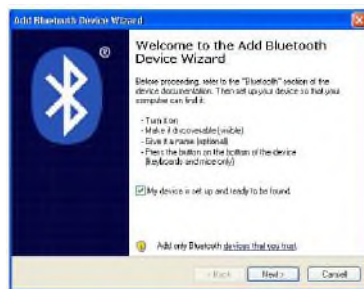 Add Bluetooth Device Wizard
Welcome to the Add Bluetooth
Device Wizard
Before proceeding, refer to the "Bluetooth" section of the
device documentation. Then set up your device so that your
computer can find it:
- Turn it on
- Make it discoverable (visible)
- Give it a name (optional)
- Press the button on the bottom of the device
(keyboards and mice only)
My device is set up and ready to be found.
Add only Bluetooth devices that you trust.
< Back Next > Cancel